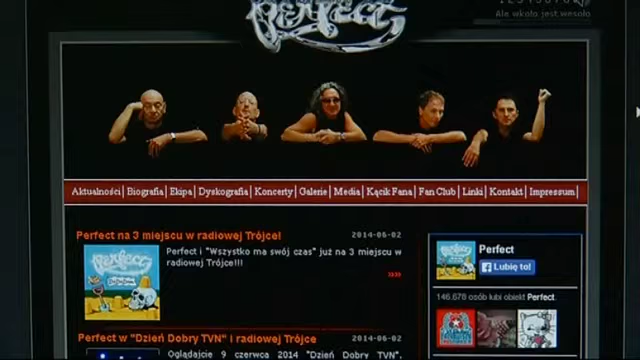 PERFECT
Ale wkoło jest wesoło
Aktualności| Biografia| Ekipa| Dyskografia| Koncerty| Galerie| Media| Kącik Fana| Fan Club| Linki| Kontakt| Impressum|
Perfect na 3 miejscu w radiowej Trójce!
2014-06-02
Perfect i "Wszystko ma swój czas" już na 3 miejscu w
radiowej Trójce!!!
»»
Perfect w "Dzień Dobry TVN" i radiowej Trójce
2014-06-02
Oglądajcie 9 czerwca 2014 "Dzień Dobry TVN",
Perfect
Lubię to!
146.678 osób lubi obiekt Perfect.